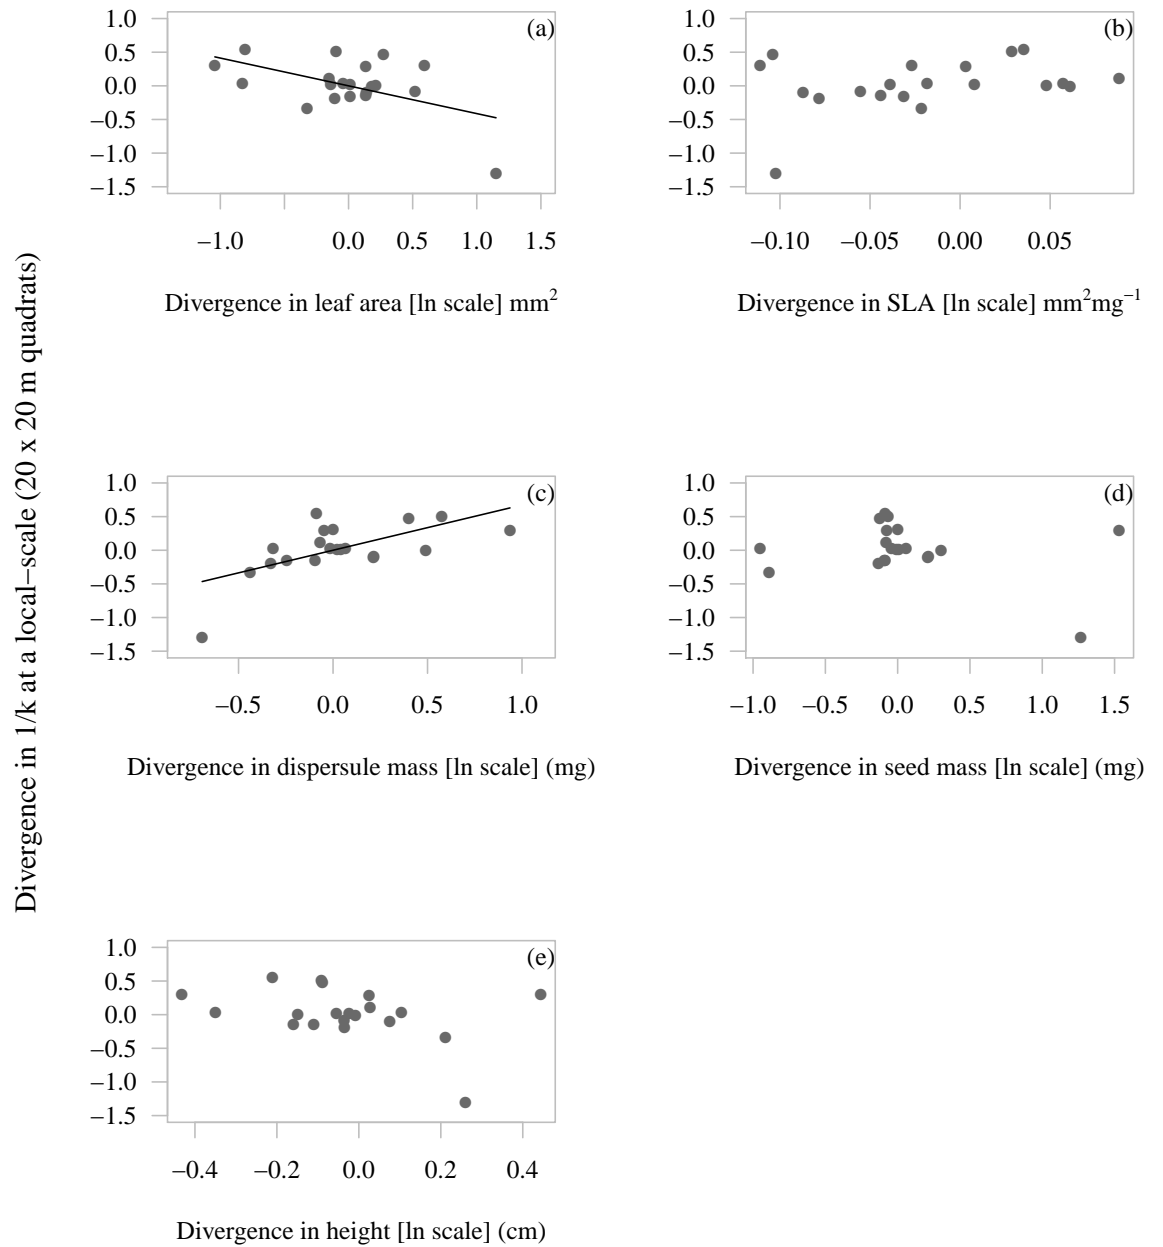 Divergence in 1/k at a local−scale (20 x 20 m quadrats)
(a)
1.0
0.5
0.0
−0.5
−1.0
−1.5
−1.0 0.0 0.5 1.0 1.5
Divergence in leaf area [ln scale] mm²
(b)
1.0
0.5
0.0
−0.5
−1.0
−1.5
−0.10 −0.05 0.00 0.05
Divergence in SLA [ln scale] mm²mg⁻¹
(c)
1.0
0.5
0.0
−0.5
−1.0
−1.5
−0.5 0.0 0.5 1.0
Divergence in dispersule mass [ln scale] (mg)
(d)
1.0
0.5
0.0
−0.5
−1.0
−1.5
−1.0 −0.5 0.0 0.5 1.0 1.5
Divergence in seed mass [ln scale] (mg)
(e)
1.0
0.5
0.0
−0.5
−1.0
−1.5
−0.4 −0.2 0.0 0.2 0.4
Divergence in height [ln scale] (cm)